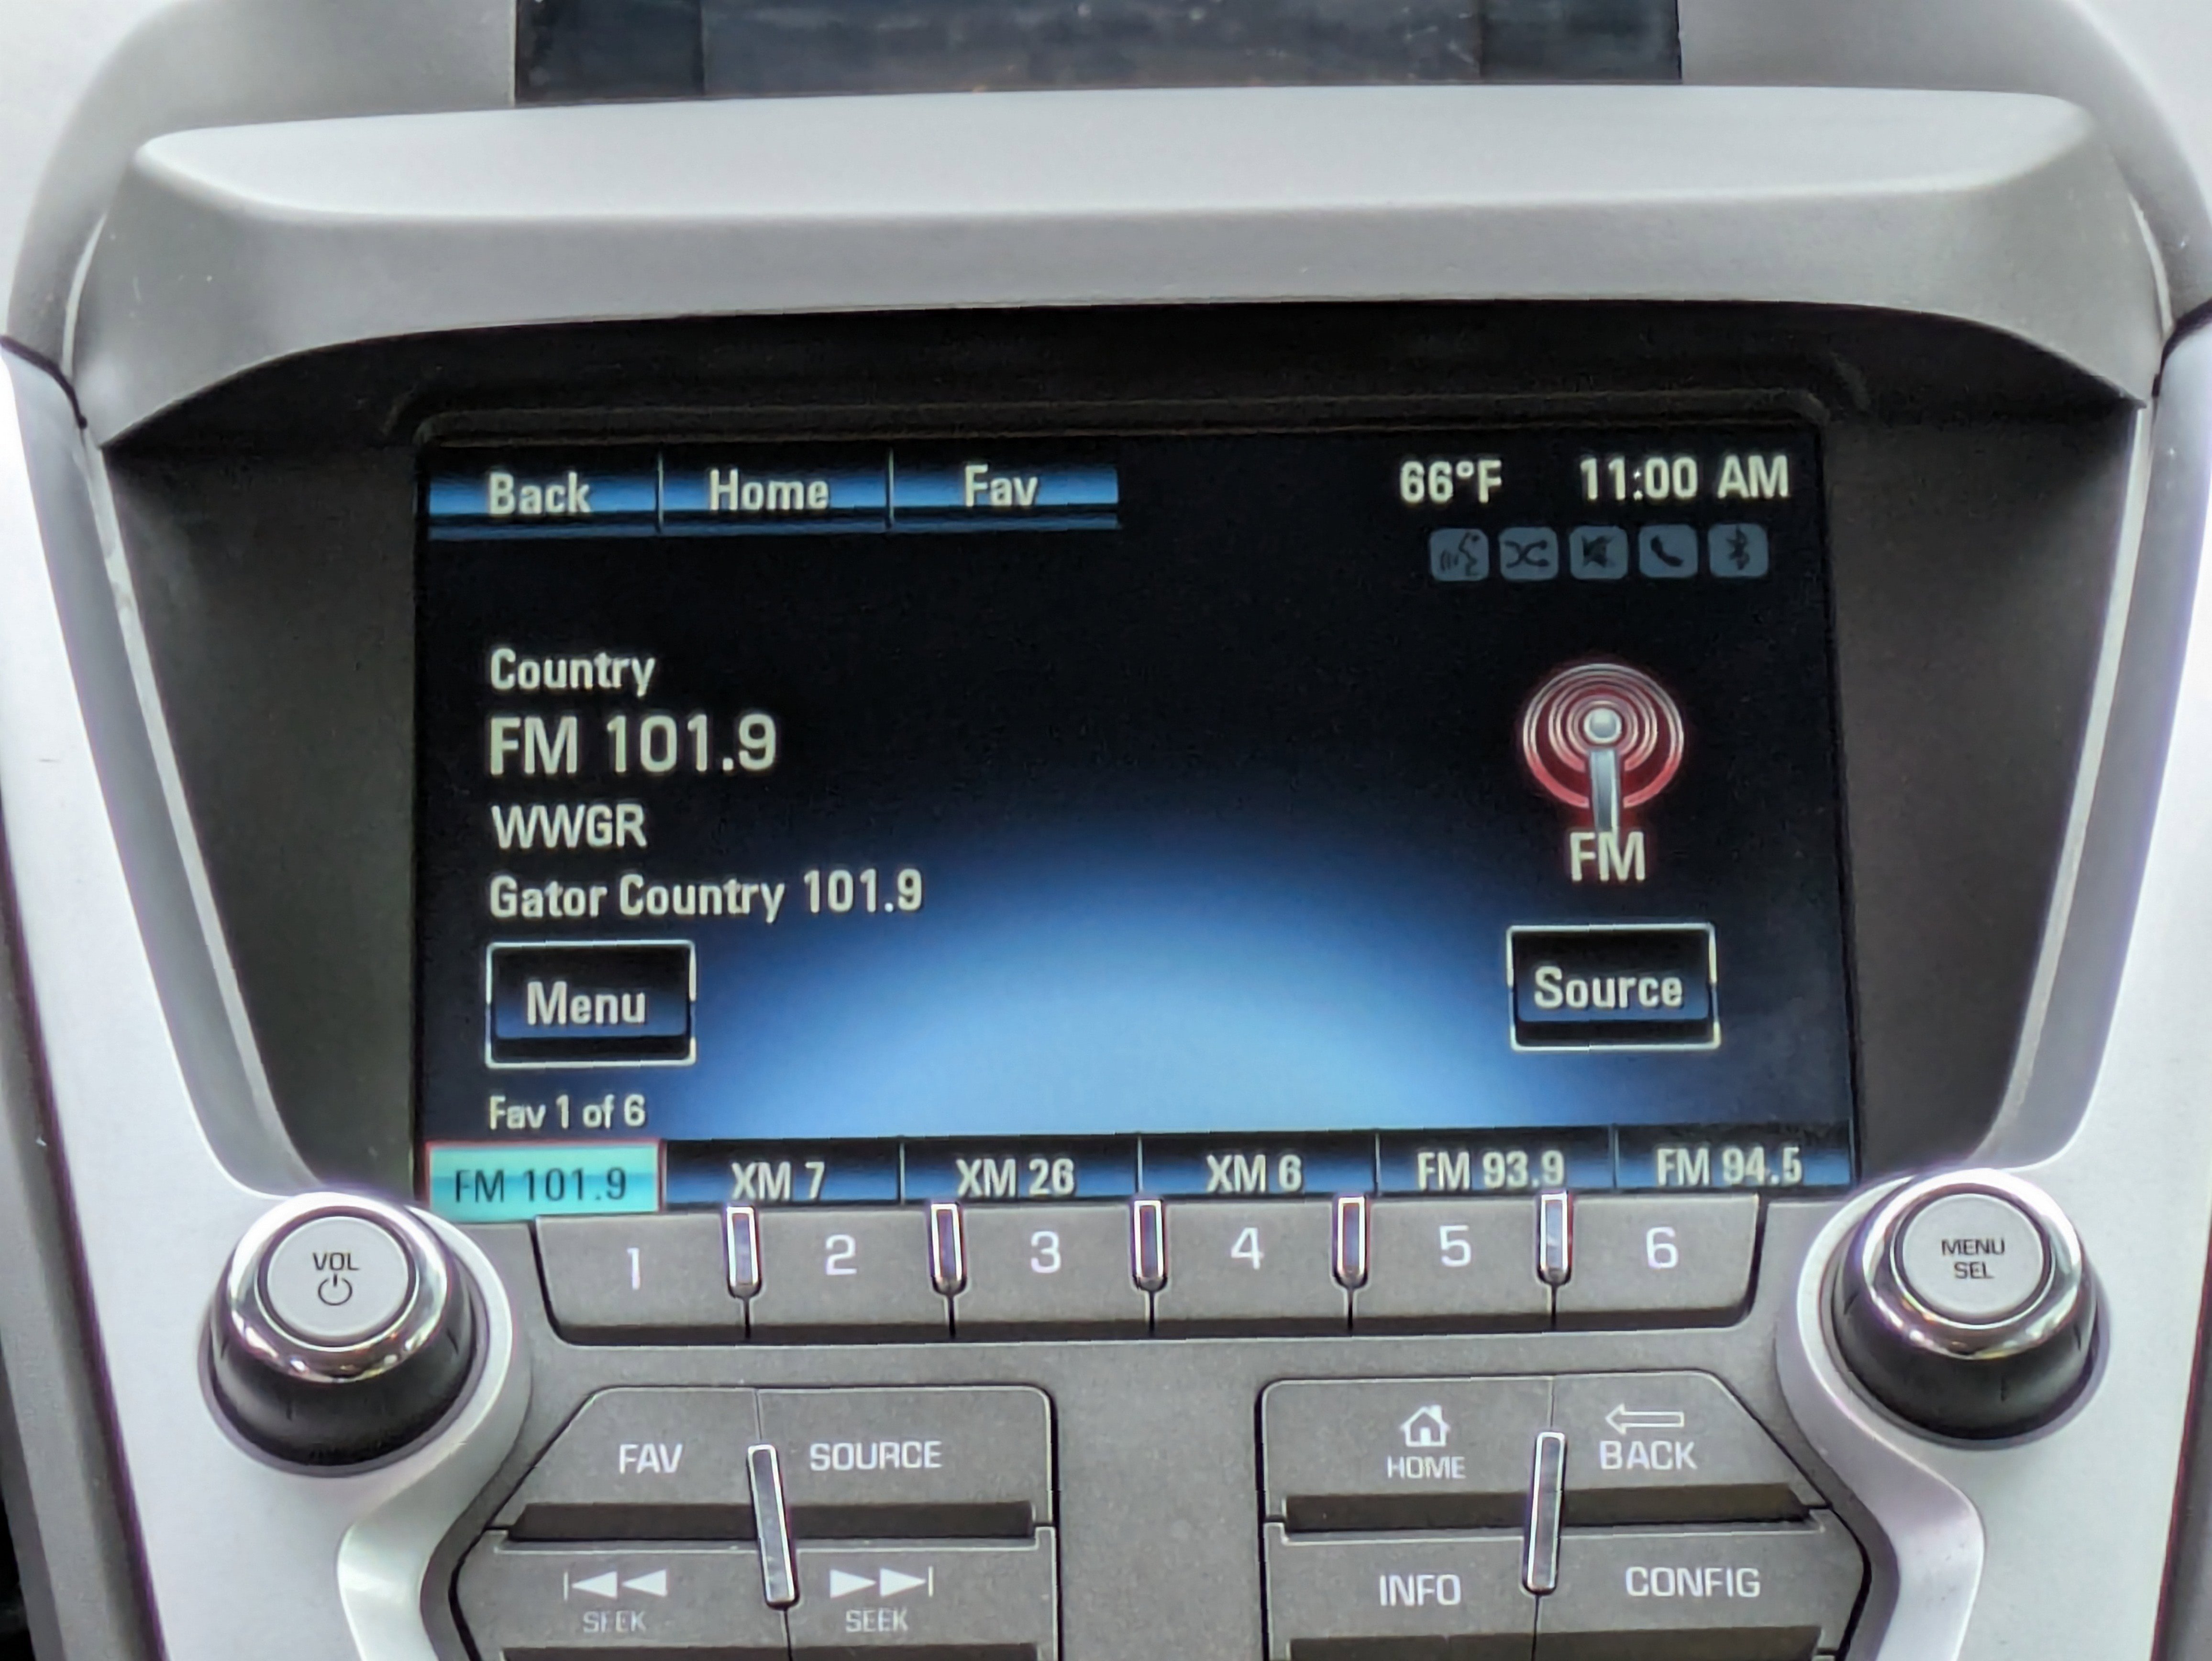 Back Home Fav 66°F 11:00 AM
Country
FM 101.9
WWGR
Gator Country 101.9
FM
Menu Source
Fav 1 of 6
FM 101.9 XM 7 XM 26 XM 6 FM 93.9 FM 94.5
1 2 3 4 5 6
VOL
MENU
SEL
FAV SOURCE
HOME BACK
SEEK SEEK
INFO CONFIG